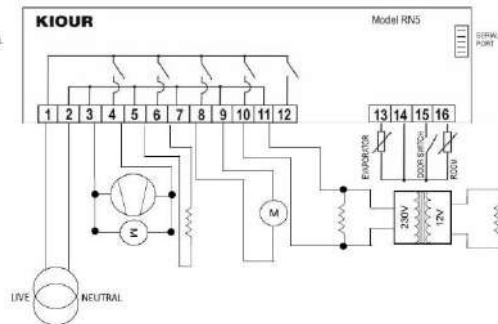 KIOUR
Model RN5
SERIAL
PORT
1 2 3 4 5 6 7 8 9 10 11 12
13 14 15 16
EVAPORATOR
DOOR SWITCH
ROOM
M
M
230V
12V
LIVE
NEUTRAL